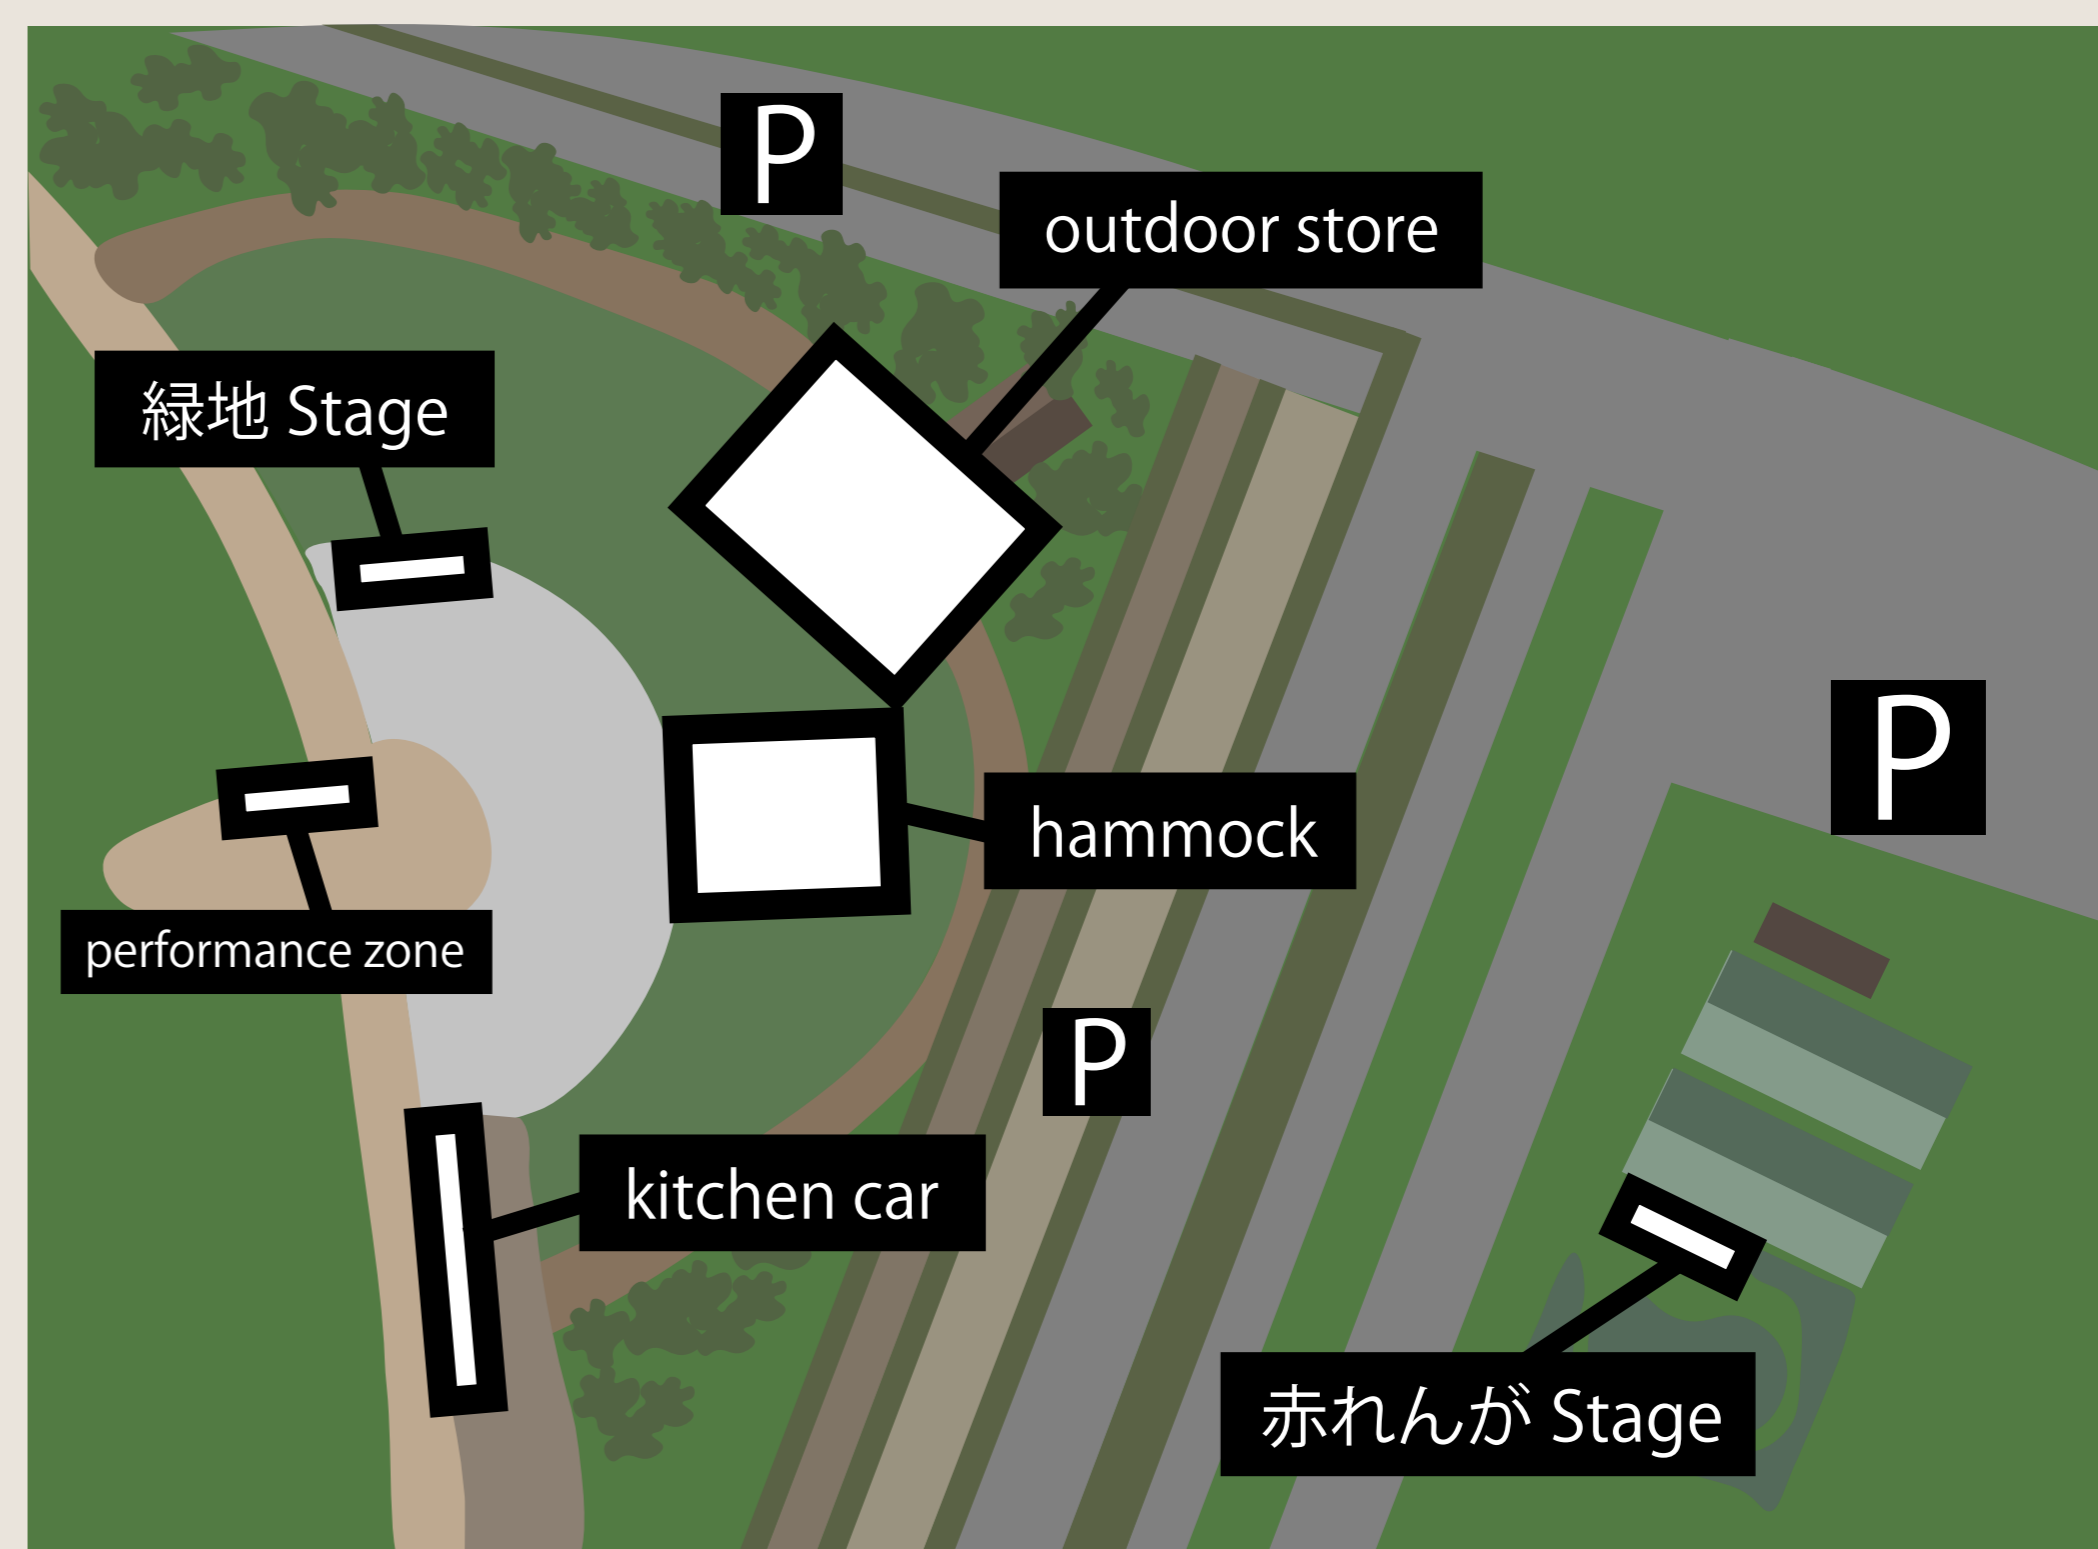 P
outdoor store
緑地 Stage
P
hammock
performance zone
P
kitchen car
赤れんが Stage